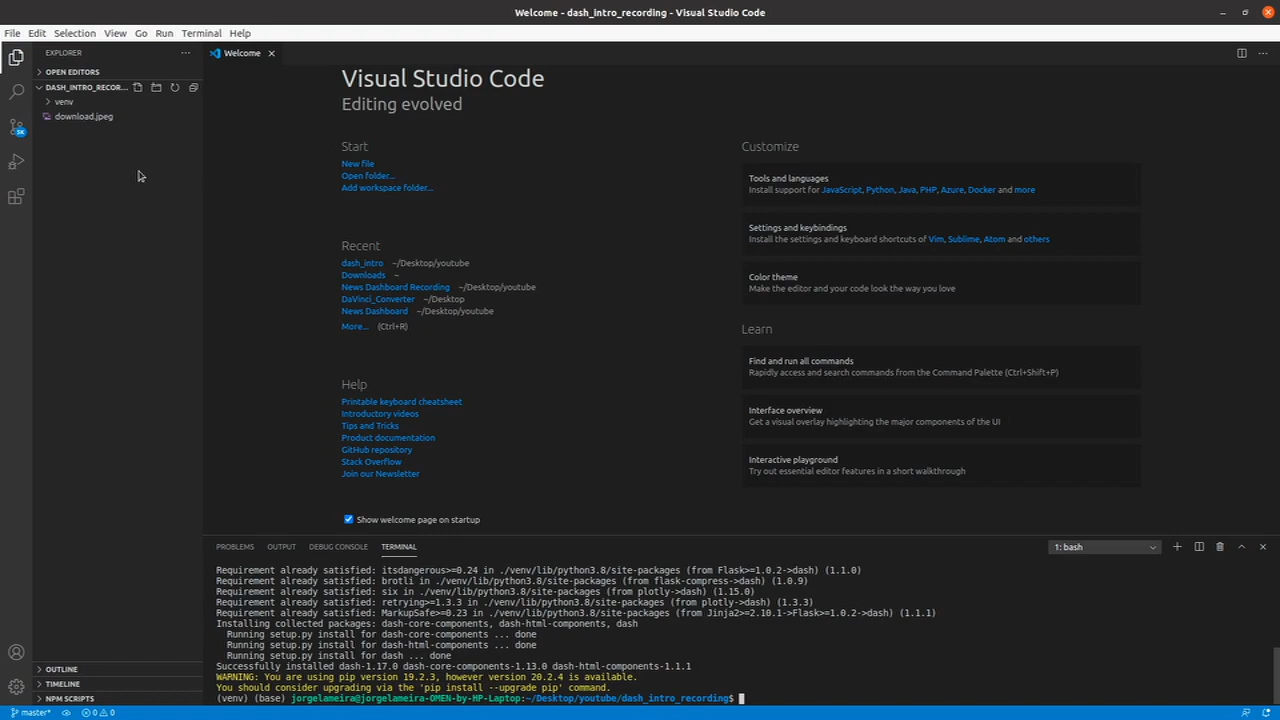 Welcome - dash_intro_recording - Visual Studio Code
File Edit Selection View Go Run Terminal Help
EXPLORER
Welcome
OPEN EDITORS
DASH_INTRO_RECOR...
venv
download.jpeg
5K
Visual Studio Code
Editing evolved
Start
New file
Open folder...
Add workspace folder...
Recent
dash_intro ~/Desktop/youtube
Downloads ~
News Dashboard Recording ~/Desktop/youtube
DaVinci_Converter ~/Desktop
News Dashboard ~/Desktop/youtube
More... (Ctrl+R)
Help
Printable keyboard cheatsheet
Introductory videos
Tips and Tricks
Product documentation
GitHub repository
Stack Overflow
Join our Newsletter
Show welcome page on startup
Customize
Tools and languages
Install support for JavaScript, Python, Java, PHP, Azure, Docker and more
Settings and keybindings
Install the settings and keyboard shortcuts of Vim, Sublime, Atom and others
Color theme
Make the editor and your code look the way you love
Learn
Find and run all commands
Rapidly access and search commands from the Command Palette (Ctrl+Shift+P)
Interface overview
Get a visual overlay highlighting the major components of the UI
Interactive playground
Try out essential editor features in a short walkthrough
PROBLEMS OUTPUT DEBUG CONSOLE TERMINAL
1: bash
Requirement already satisfied: itsdangerous>=0.24 in ./venv/lib/python3.8/site-packages (from Flask>=1.0.2->dash) (1.1.0)
Requirement already satisfied: brotli in ./venv/lib/python3.8/site-packages (from flask-compress->dash) (1.0.9)
Requirement already satisfied: six in ./venv/lib/python3.8/site-packages (from plotly->dash) (1.15.0)
Requirement already satisfied: retrying>=1.3.3 in ./venv/lib/python3.8/site-packages (from plotly->dash) (1.3.3)
Requirement already satisfied: MarkupSafe>=0.23 in ./venv/lib/python3.8/site-packages (from Jinja2>=2.10.1->Flask>=1.0.2->dash) (1.1.1)
Installing collected packages: dash-core-components, dash-html-components, dash
Running setup.py install for dash-core-components ... done
Running setup.py install for dash-html-components ... done
Running setup.py install for dash ... done
Successfully installed dash-1.17.0 dash-core-components-1.13.0 dash-html-components-1.1.1
WARNING: You are using pip version 19.2.3, however version 20.2.4 is available.
You should consider upgrading via the 'pip install --upgrade pip' command.
(venv) (base) jorgelameira@jorgelameira-OMEN-by-HP-Laptop:~/Desktop/youtube/dash_intro_recording$
OUTLINE
TIMELINE
NPM SCRIPTS
master* 0 0